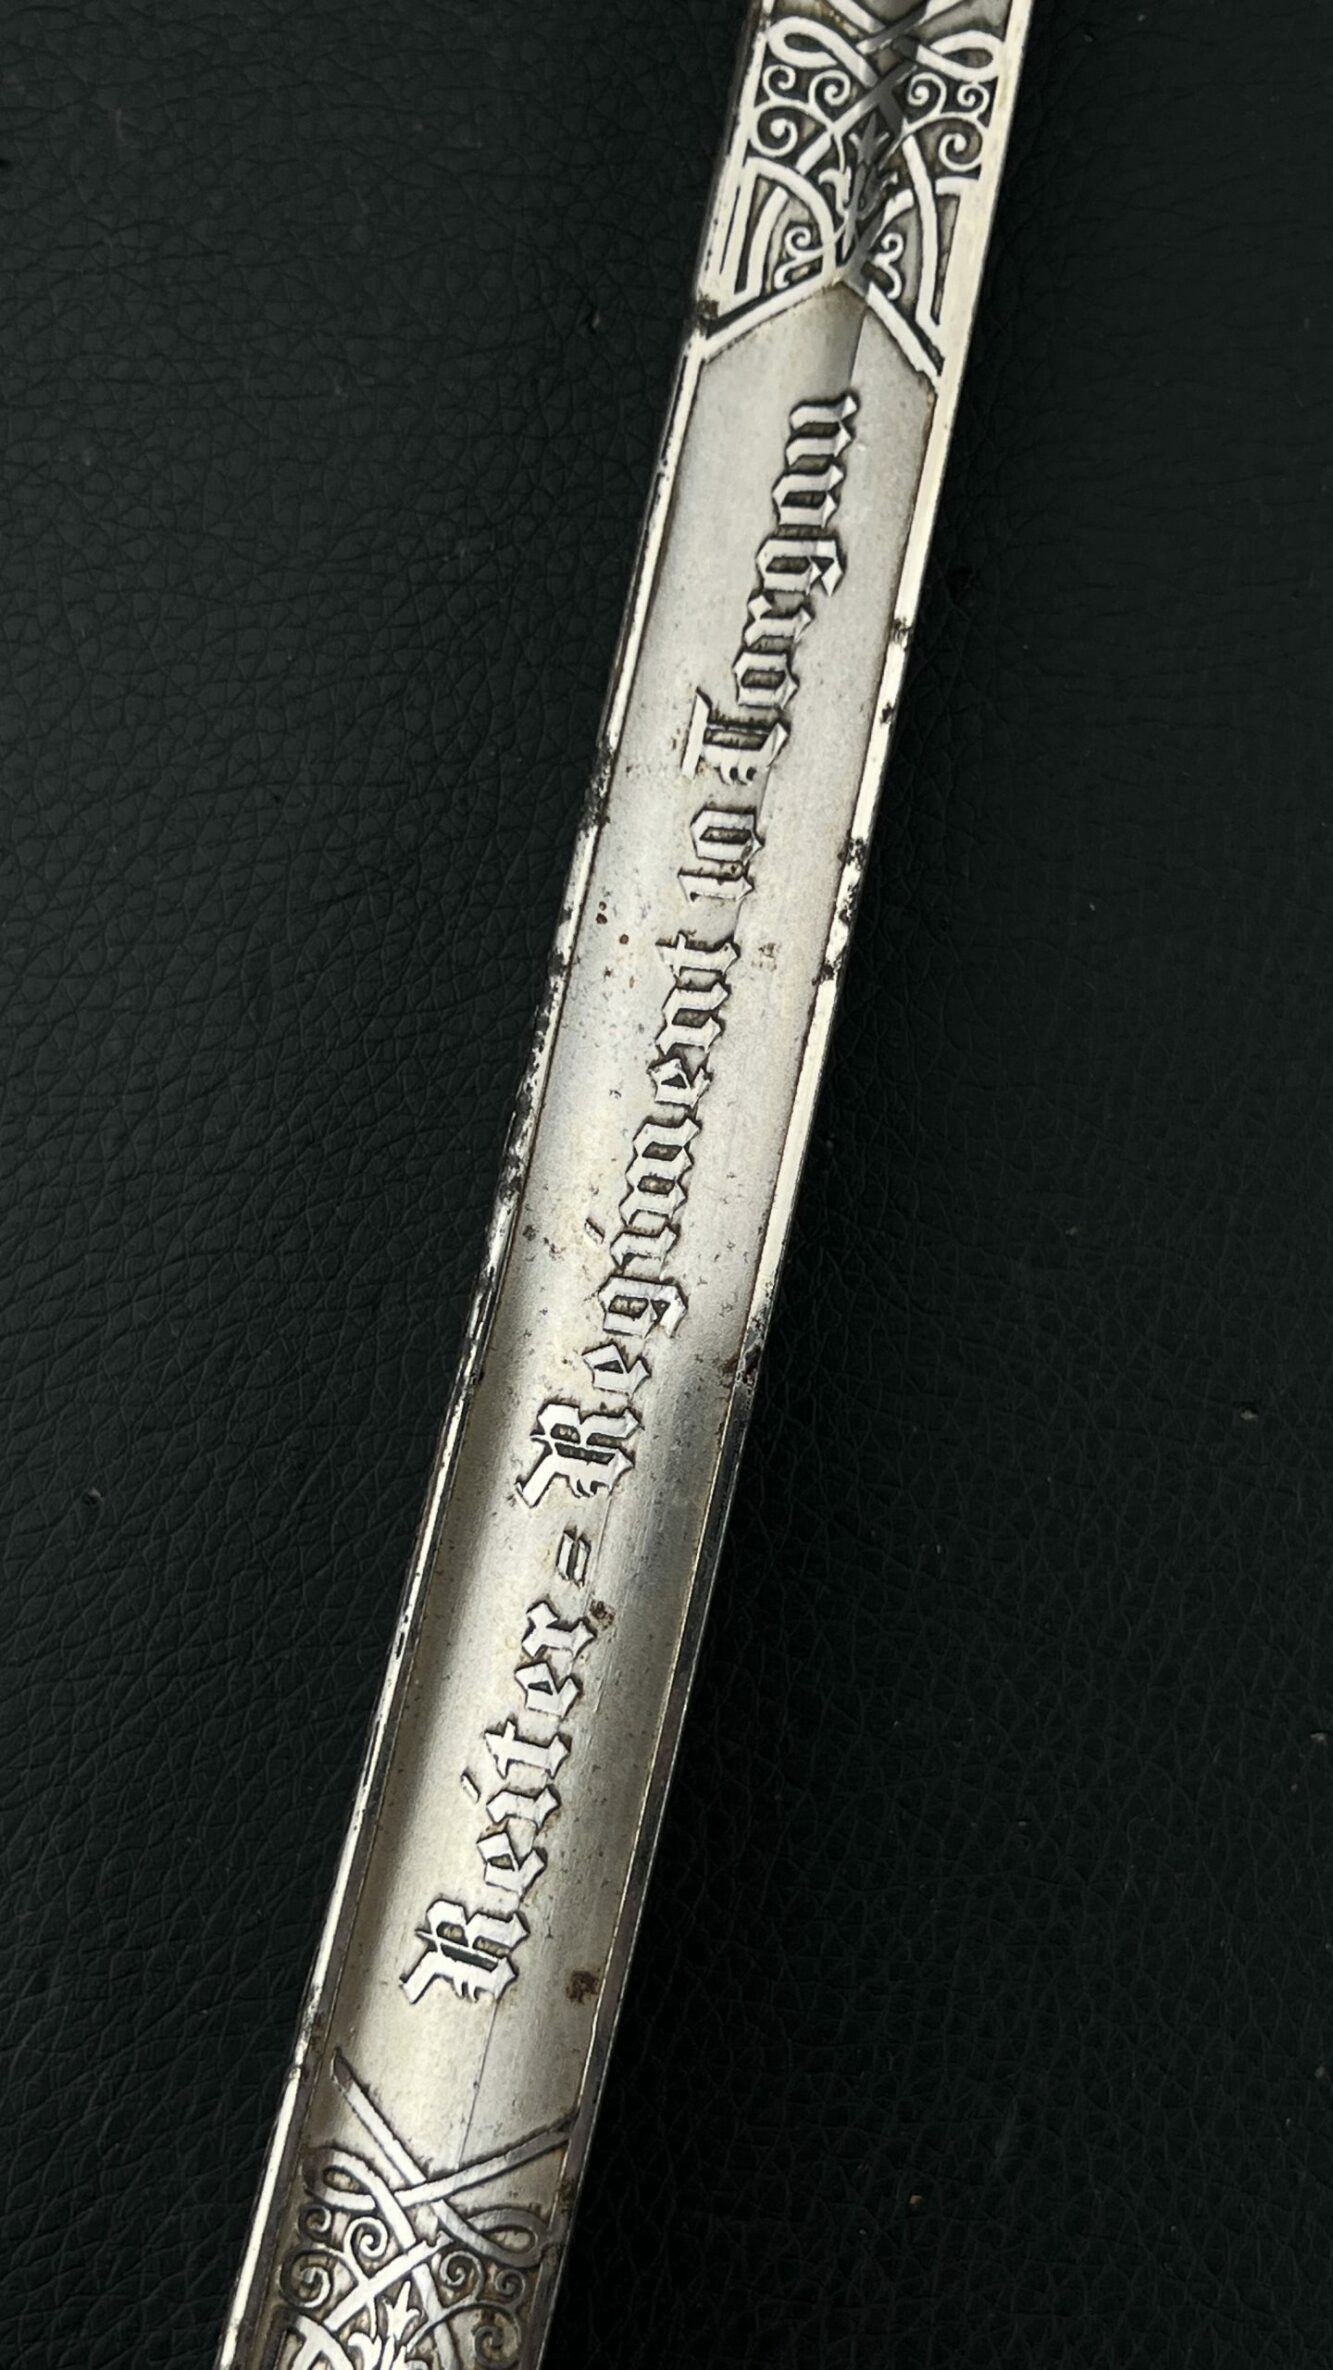 Reiter = Regiment 10 Torgau